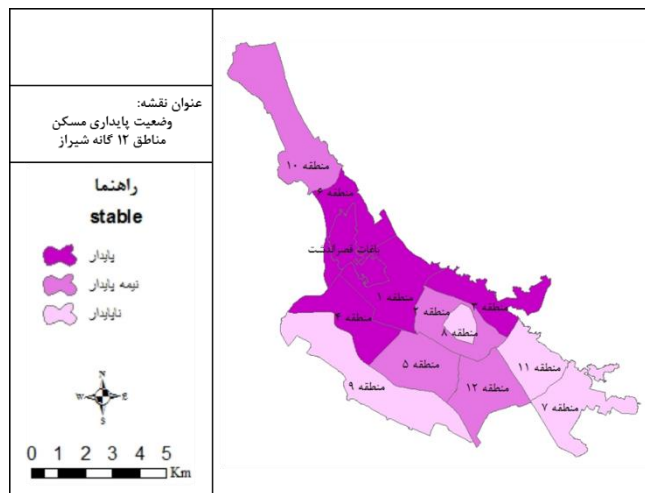 عنوان نقشه:
وضعیت پایداری مسکن
مناطق ۱۲ گانه شیراز
راهنما
stable
پایدار
نیمه پایدار
ناپایدار
N
W E
S
0 1 2 3 4 5
Km
منطقه ۱۰
منطقه ۶
باغات قصرالدشت
منطقه ۱
منطقه ۲
منطقه ۳
منطقه ۸
منطقه ۴
منطقه ۵
منطقه ۱۱
منطقه ۹
منطقه ۱۲
منطقه ۷